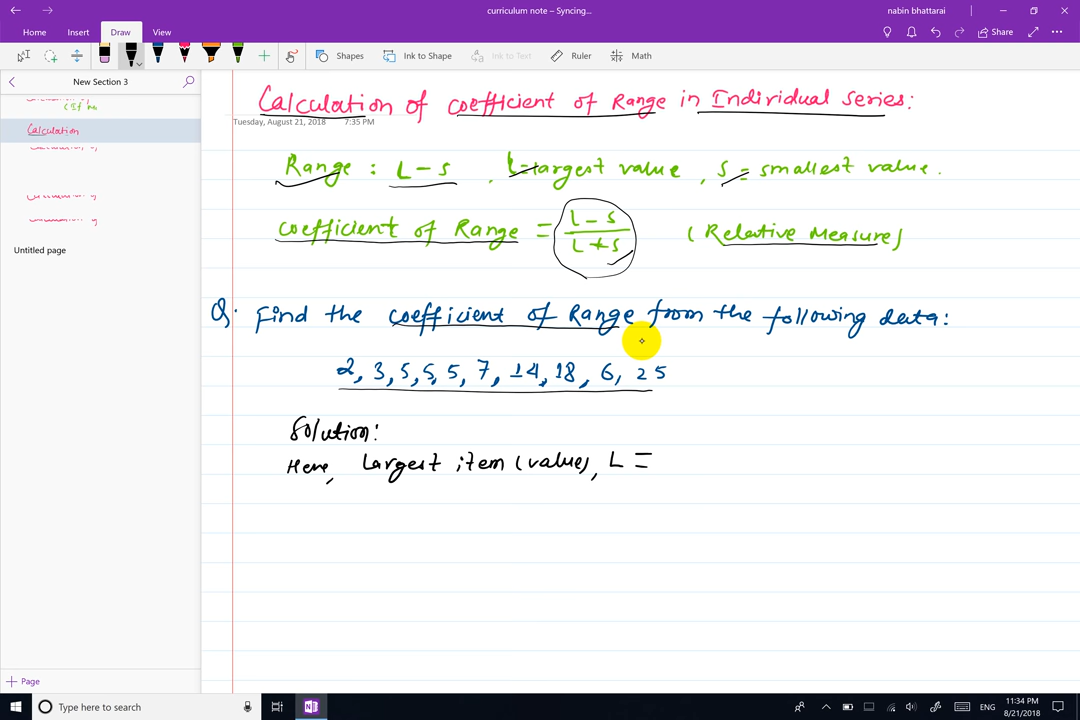 curriculum note - Syncing...
nabin bhattarai
Home Insert Draw View
Share
Shapes Ink to Shape Ink to Text Ruler Math
New Section 3
(If
Calculation
Untitled page
Page
Calculation of coefficient of Range in Individual series:
Tuesday, August 21, 2018 7:35 PM
Range : L - S , L = largest value, S = smallest value.
coefficient of Range = L - S / L + S (Relative Measure)
Q. Find the coefficient of Range from the following data:
2, 3, 5, 5, 5, 7, 14, 18, 6, 25
Solution:
Here, Largest item (value), L =
Type here to search
ENG
11:34 PM
8/21/2018